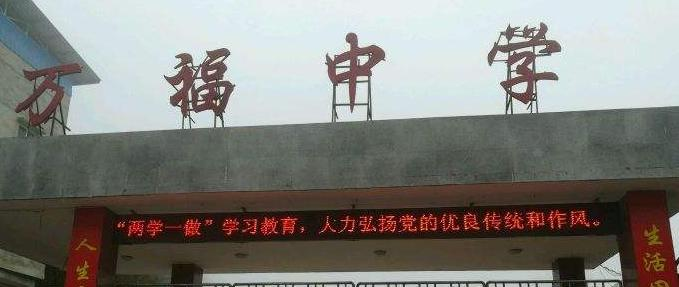 万福中学
“两学一做”学习教育，大力弘扬党的优良传统和作风。
人生
生活